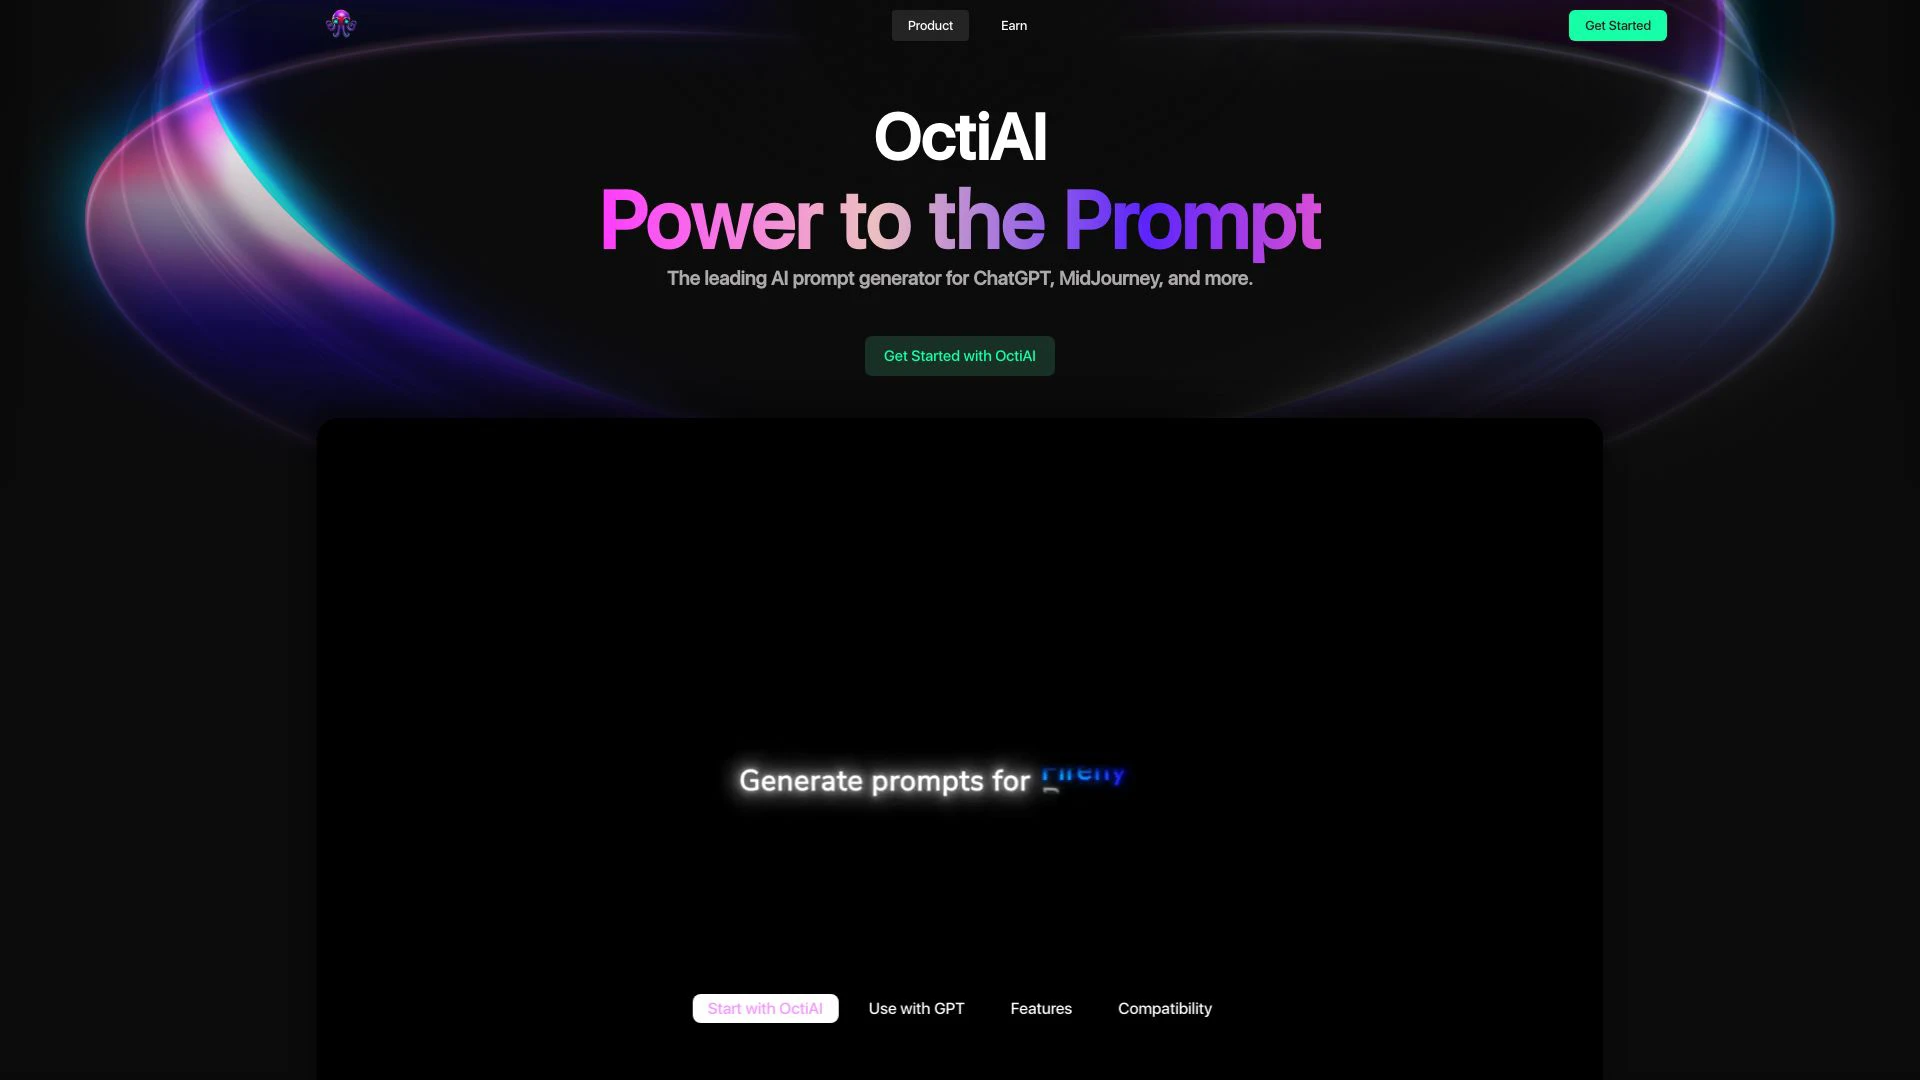 Product
Earn
Get Started
OctiAI
Power to the Prompt
The leading AI prompt generator for ChatGPT, MidJourney, and more.
Get Started with OctiAI
Generate prompts for Firefly
Start with OctiAI
Use with GPT
Features
Compatibility